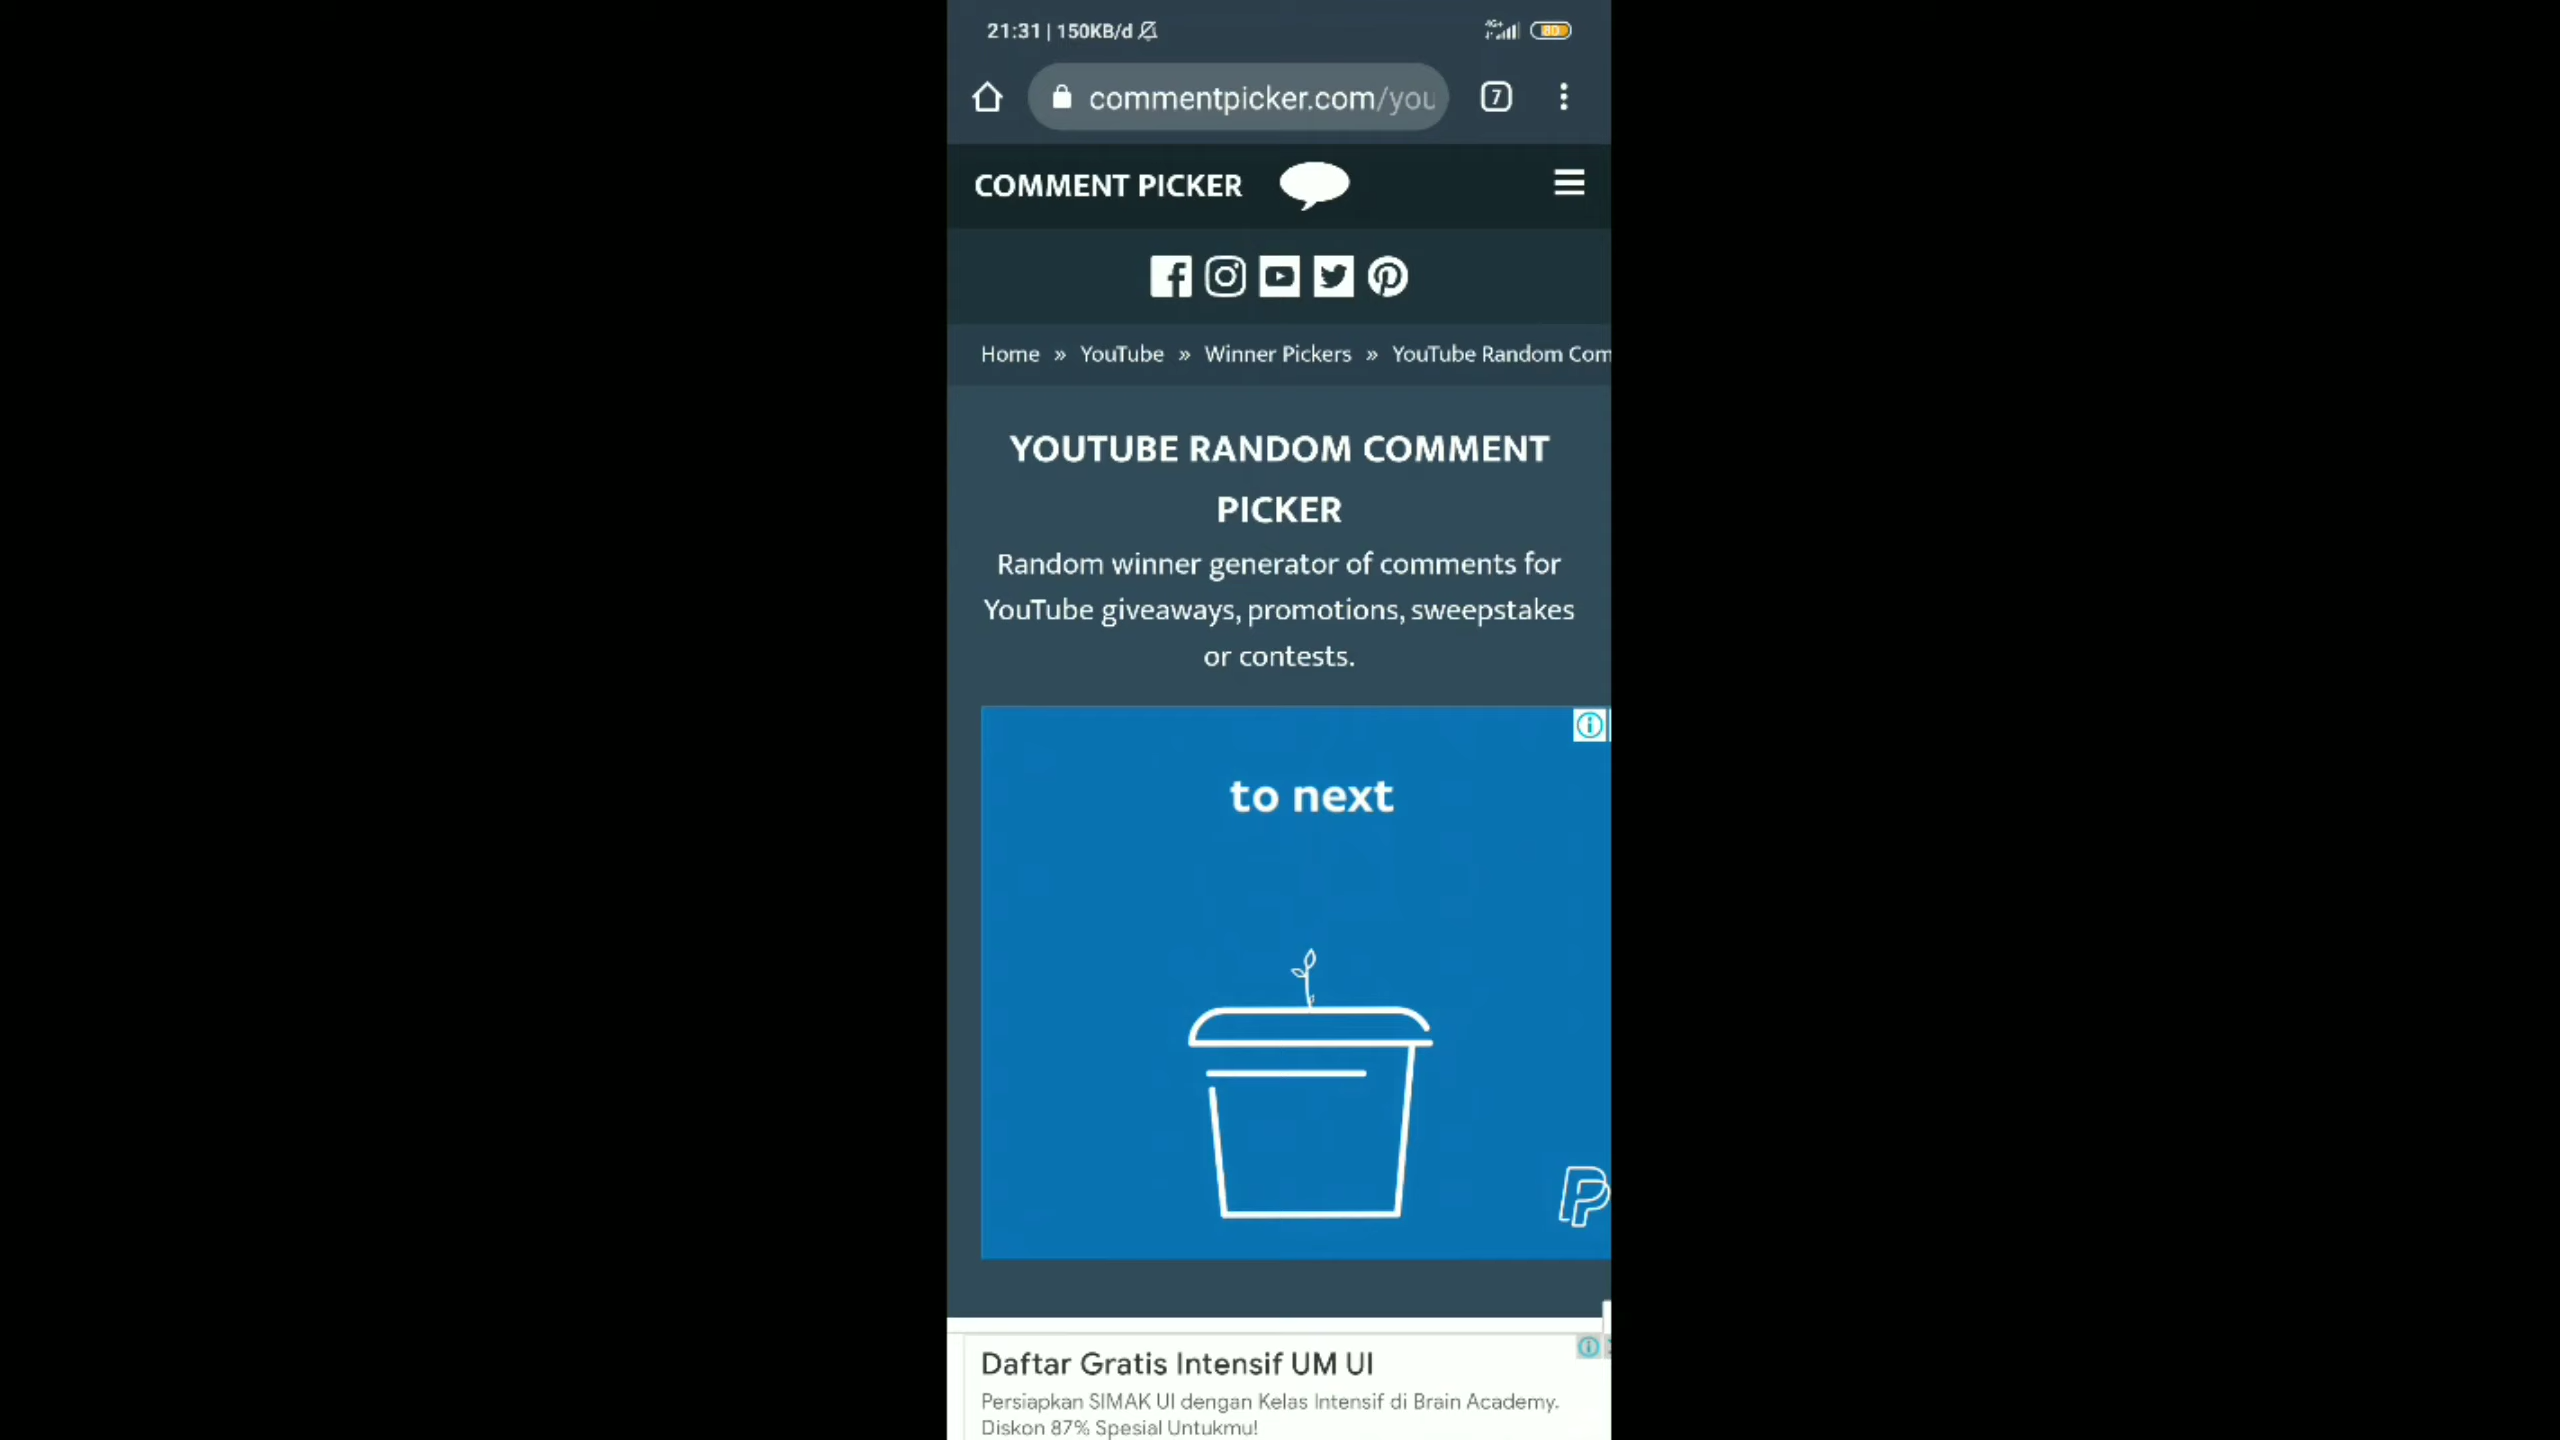 21:31 | 150KB/d
80
commentpicker.com/you
7
COMMENT PICKER
Home » YouTube » Winner Pickers » YouTube Random Com
YOUTUBE RANDOM COMMENT
PICKER
Random winner generator of comments for
YouTube giveaways, promotions, sweepstakes
or contests.
to next
Daftar Gratis Intensif UM UI
Persiapkan SIMAK UI dengan Kelas Intensif di Brain Academy.
Diskon 87% Spesial Untukmu!